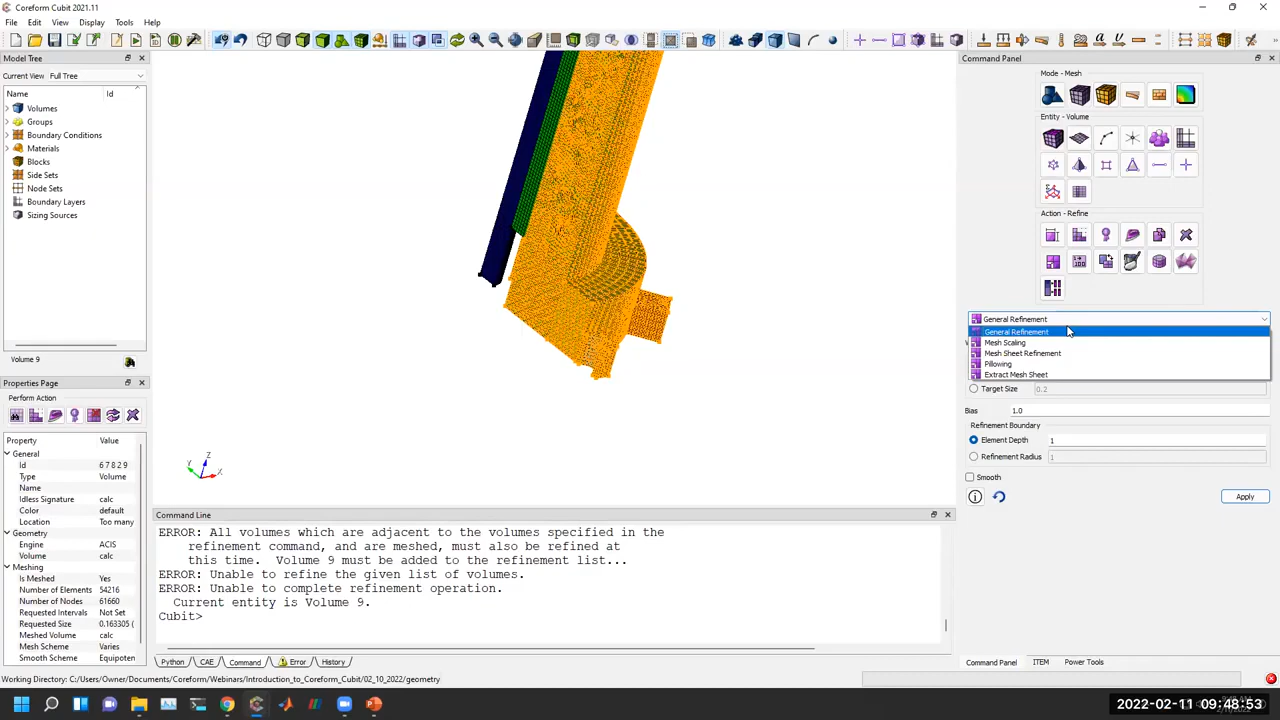 Coreform Cubit 2021.11
File Edit View Display Tools Help
Model Tree
Current View Full Tree
Name Id
Volumes
Groups
Boundary Conditions
Materials
Blocks
Side Sets
Node Sets
Boundary Layers
Sizing Sources
Volume 9
Properties Page
Perform Action
Property Value
General
Id 6 7 8 2 9
Type Volume
Name
Idless Signature calc
Color default
Location Too many
Geometry
Engine ACIS
Volume calc
Meshing
Is Meshed Yes
Number of Elements 54216
Number of Nodes 61660
Requested Intervals Not Set
Requested Size 0.163305 (
Meshed Volume calc
Mesh Scheme Varies
Smooth Scheme Equipoten
Z
Y
X
Command Line
ERROR: All volumes which are adjacent to the volumes specified in the
refinement command, and are meshed, must also be refined at
this time. Volume 9 must be added to the refinement list...
ERROR: Unable to refine the given list of volumes.
ERROR: Unable to complete refinement operation.
Current entity is Volume 9.
Cubit>
Python CAE Command Error History
Command Panel
Mode - Mesh
Entity - Volume
Action - Refine
General Refinement
General Refinement
Mesh Scaling
Mesh Sheet Refinement
Pillowing
Extract Mesh Sheet
Target Size 0.2
Bias 1.0
Refinement Boundary
Element Depth 1
Refinement Radius 1
Smooth
Apply
Command Panel ITEM Power Tools
Working Directory: C:/Users/Owner/Documents/Coreform/Webinars/Introduction_to_Coreform_Cubit/02_10_2022/geometry
2022-02-11 09:48:53